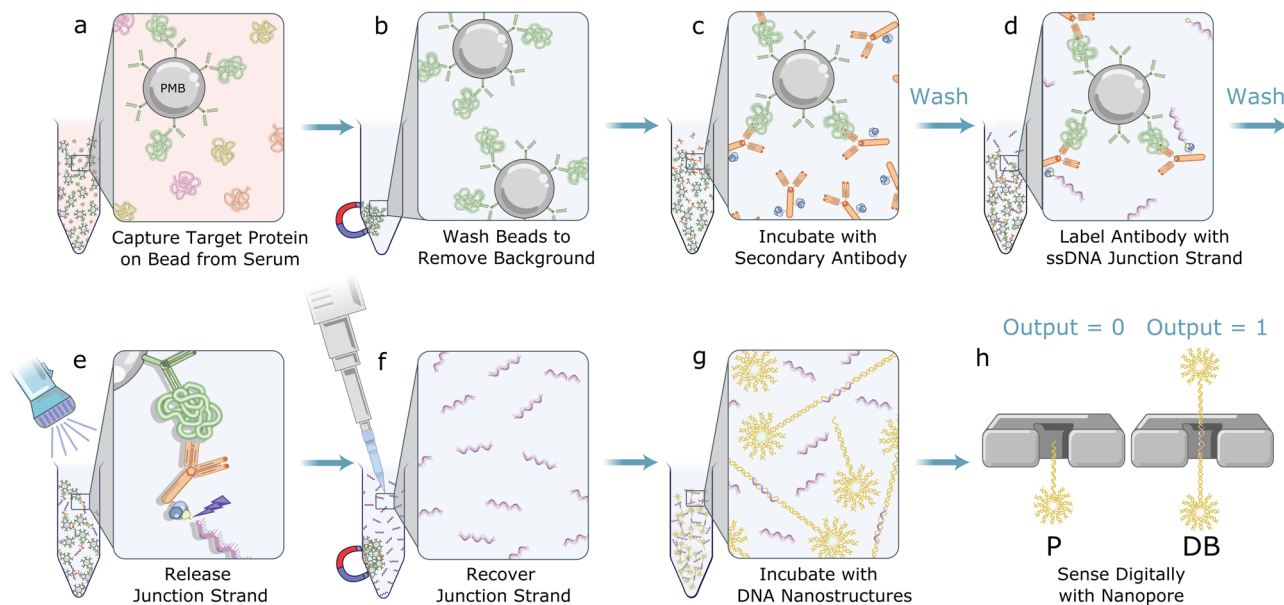 a
PMB
Capture Target Protein
on Bead from Serum
b
Wash Beads to
Remove Background
c
Incubate with
Secondary Antibody
Wash
d
Label Antibody with
ssDNA Junction Strand
Wash
e
Release
Junction Strand
f
Recover
Junction Strand
g
Incubate with
DNA Nanostructures
h
Output = 0 Output = 1
P DB
Sense Digitally
with Nanopore